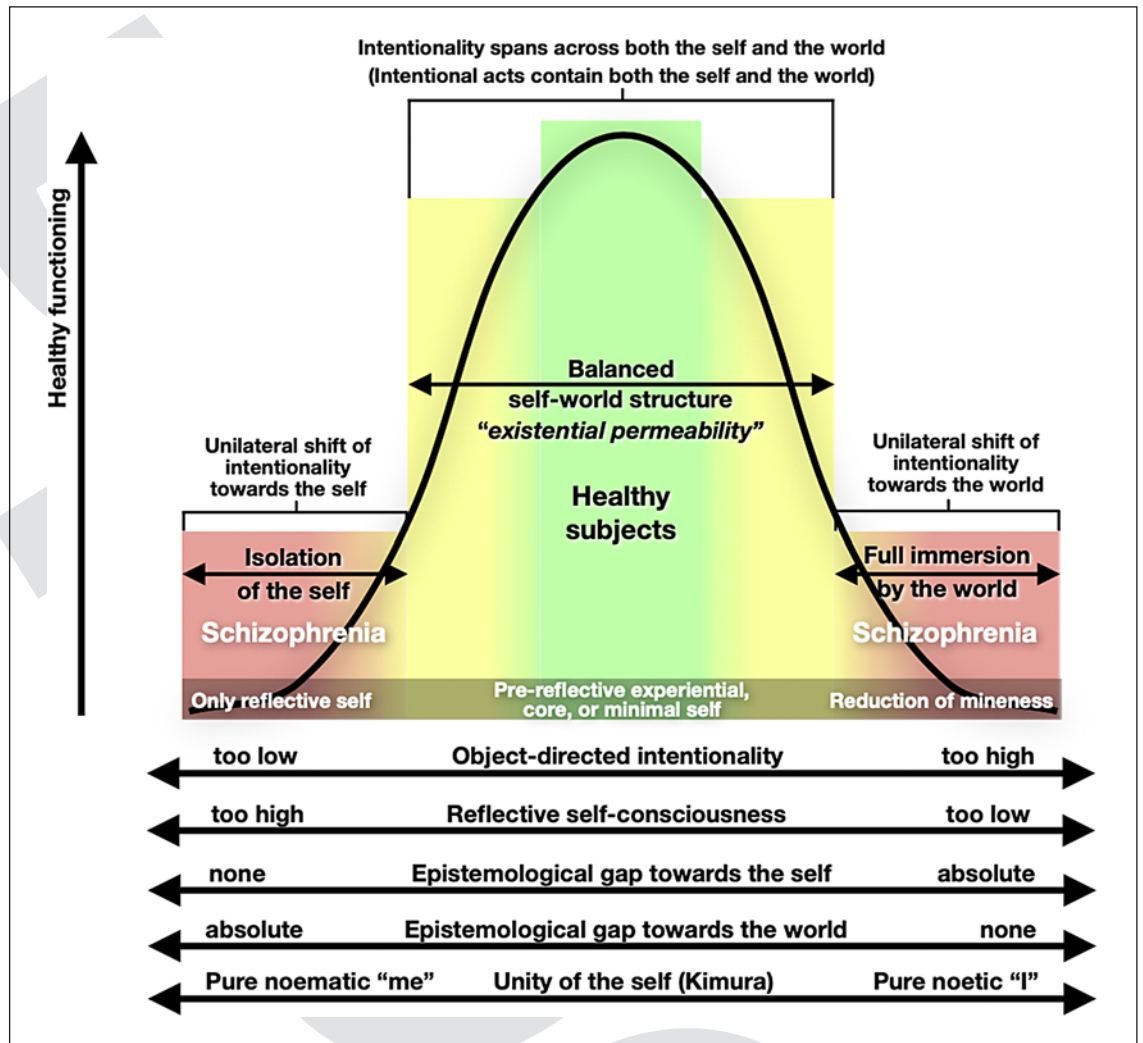 Intentionality spans across both the self and the world
(Intentional acts contain both the self and the world)
Healthy functioning
Balanced
self-world structure
“existential permeability”
Unilateral shift of
intentionality
towards the self
Unilateral shift of
intentionality
towards the world
Healthy
subjects
Isolation
of the self
Full immersion
by the world
Schizophrenia
Schizophrenia
Only reflective self
Pre-reflective experiential,
core, or minimal self
Reduction of mineness
too low Object-directed intentionality too high
too high Reflective self-consciousness too low
none Epistemological gap towards the self absolute
absolute Epistemological gap towards the world none
Pure noematic “me” Unity of the self (Kimura) Pure noetic “I”